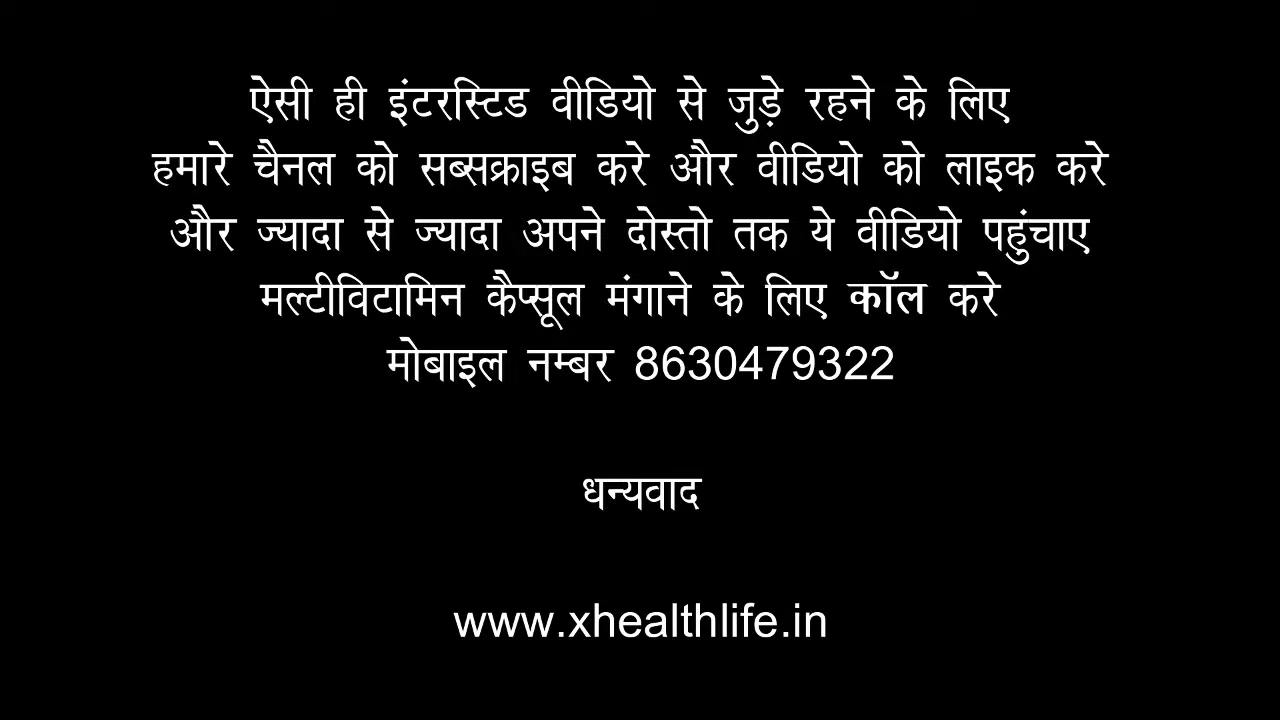 ऐसी ही इंटरस्टिड वीडियो से जुड़े रहने के लिए
हमारे चैनल को सब्सक्राइब करे और वीडियो को लाइक करे
और ज्यादा से ज्यादा अपने दोस्तो तक ये वीडियो पहुंचाए
मल्टीविटामिन कैप्सूल मंगाने के लिए कॉल करे
मोबाइल नम्बर 8630479322
धन्यवाद
www.xhealthlife.in